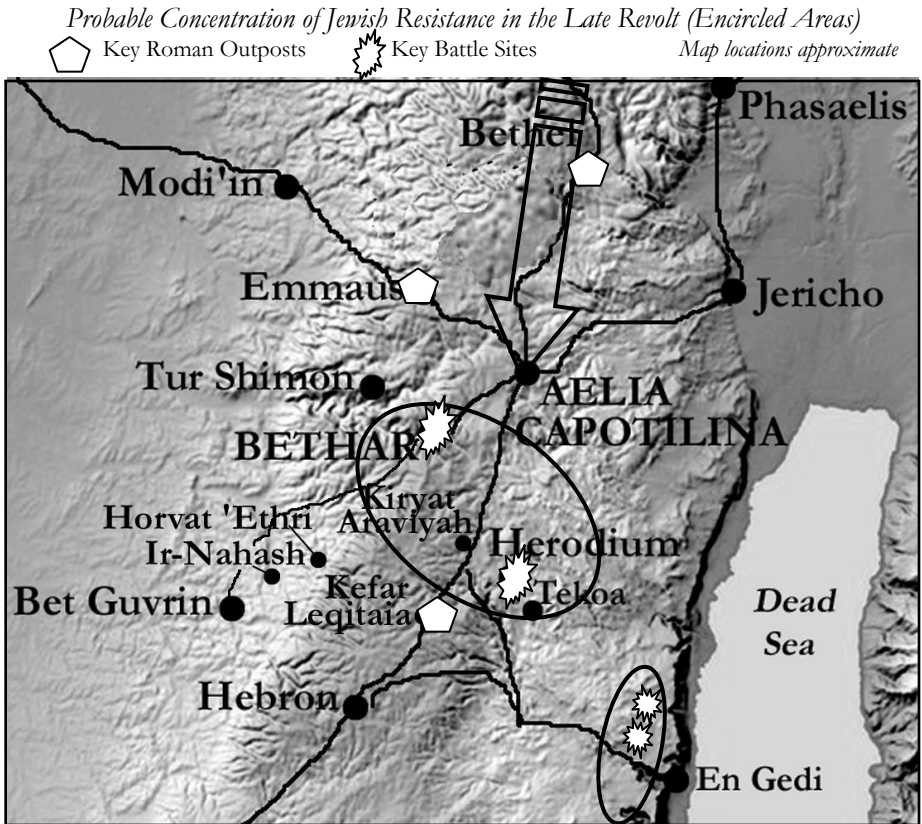 Probable Concentration of Jewish Resistance in the Late Revolt (Encircled Areas)
Key Roman Outposts
Key Battle Sites
Map locations approximate
Phasaelis
Bethel
Modi'in
Emmaus
Jericho
Tur Shimon
AELIA
CAPOTILINA
BETHAR
Kiryat
Araviyah
Horvat 'Ethri
Ir-Nahash
Herodium
Kefar
Leqitaia
Tekoa
Bet Guvrin
Dead
Sea
Hebron
En Gedi